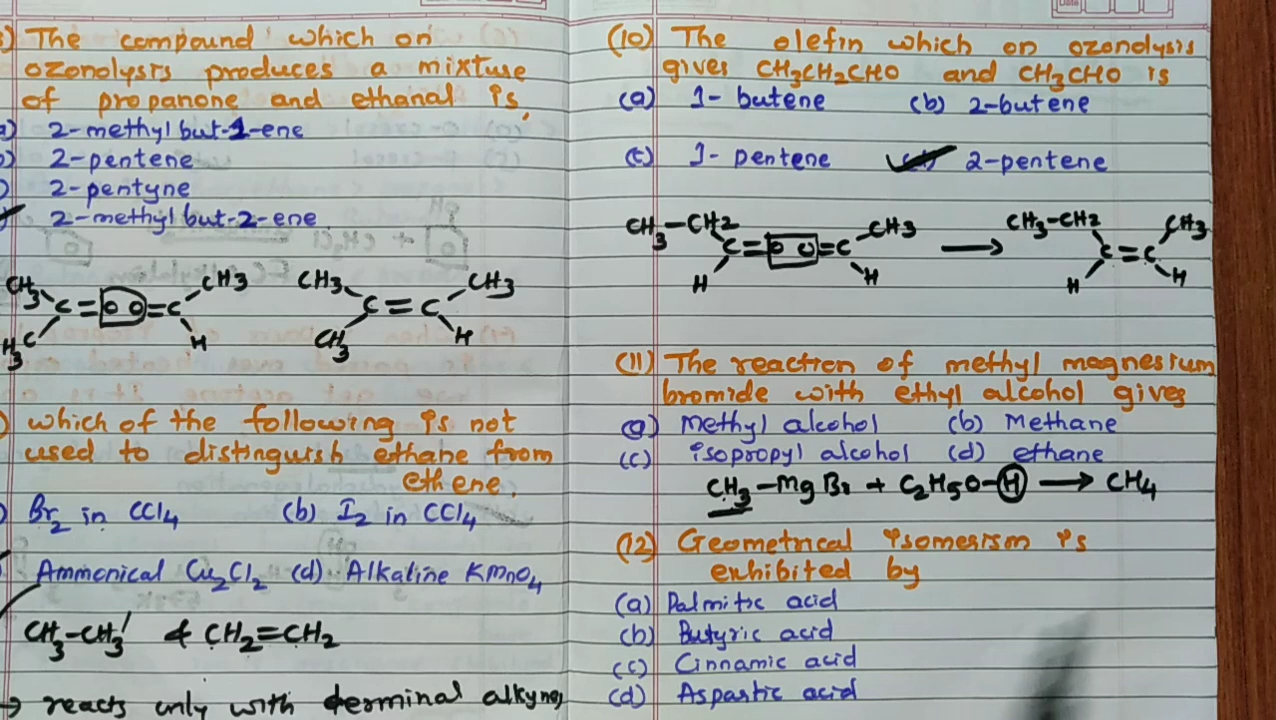 The compound which on
ozonolysis produces a mixture
of propanone and ethanal is
2-methyl but-1-ene
2-pentene
2-pentyne
2-methyl but-2-ene
CH3 CH3 CH3 CH3
C=O O=C C=C
H3C H CH3 H
which of the following is not
used to distinguish ethane from
ethene.
Br2 in CCl4 (b) I2 in CCl4
Ammonical Cu2Cl2 (d) Alkaline KMnO4
CH3-CH3 & CH2=CH2
→ reacts only with terminal alkynes
(10) The olefin which on ozonolysis
gives CH3CH2CHO and CH3CHO is
(a) 1-butene (b) 2-butene
(c) 1-pentene (d) 2-pentene
CH3-CH2 CH3 CH3-CH2 CH3
C=O O=C → C=C
H H H H
(11) The reaction of methyl magnesium
bromide with ethyl alcohol gives
(a) Methyl alcohol (b) Methane
(c) isopropyl alcohol (d) ethane
CH3-MgBr + C2H5O-H → CH4
(12) Geometrical isomerism is
exhibited by
(a) Palmitic acid
(b) Butyric acid
(c) Cinnamic acid
(d) Aspartic acid